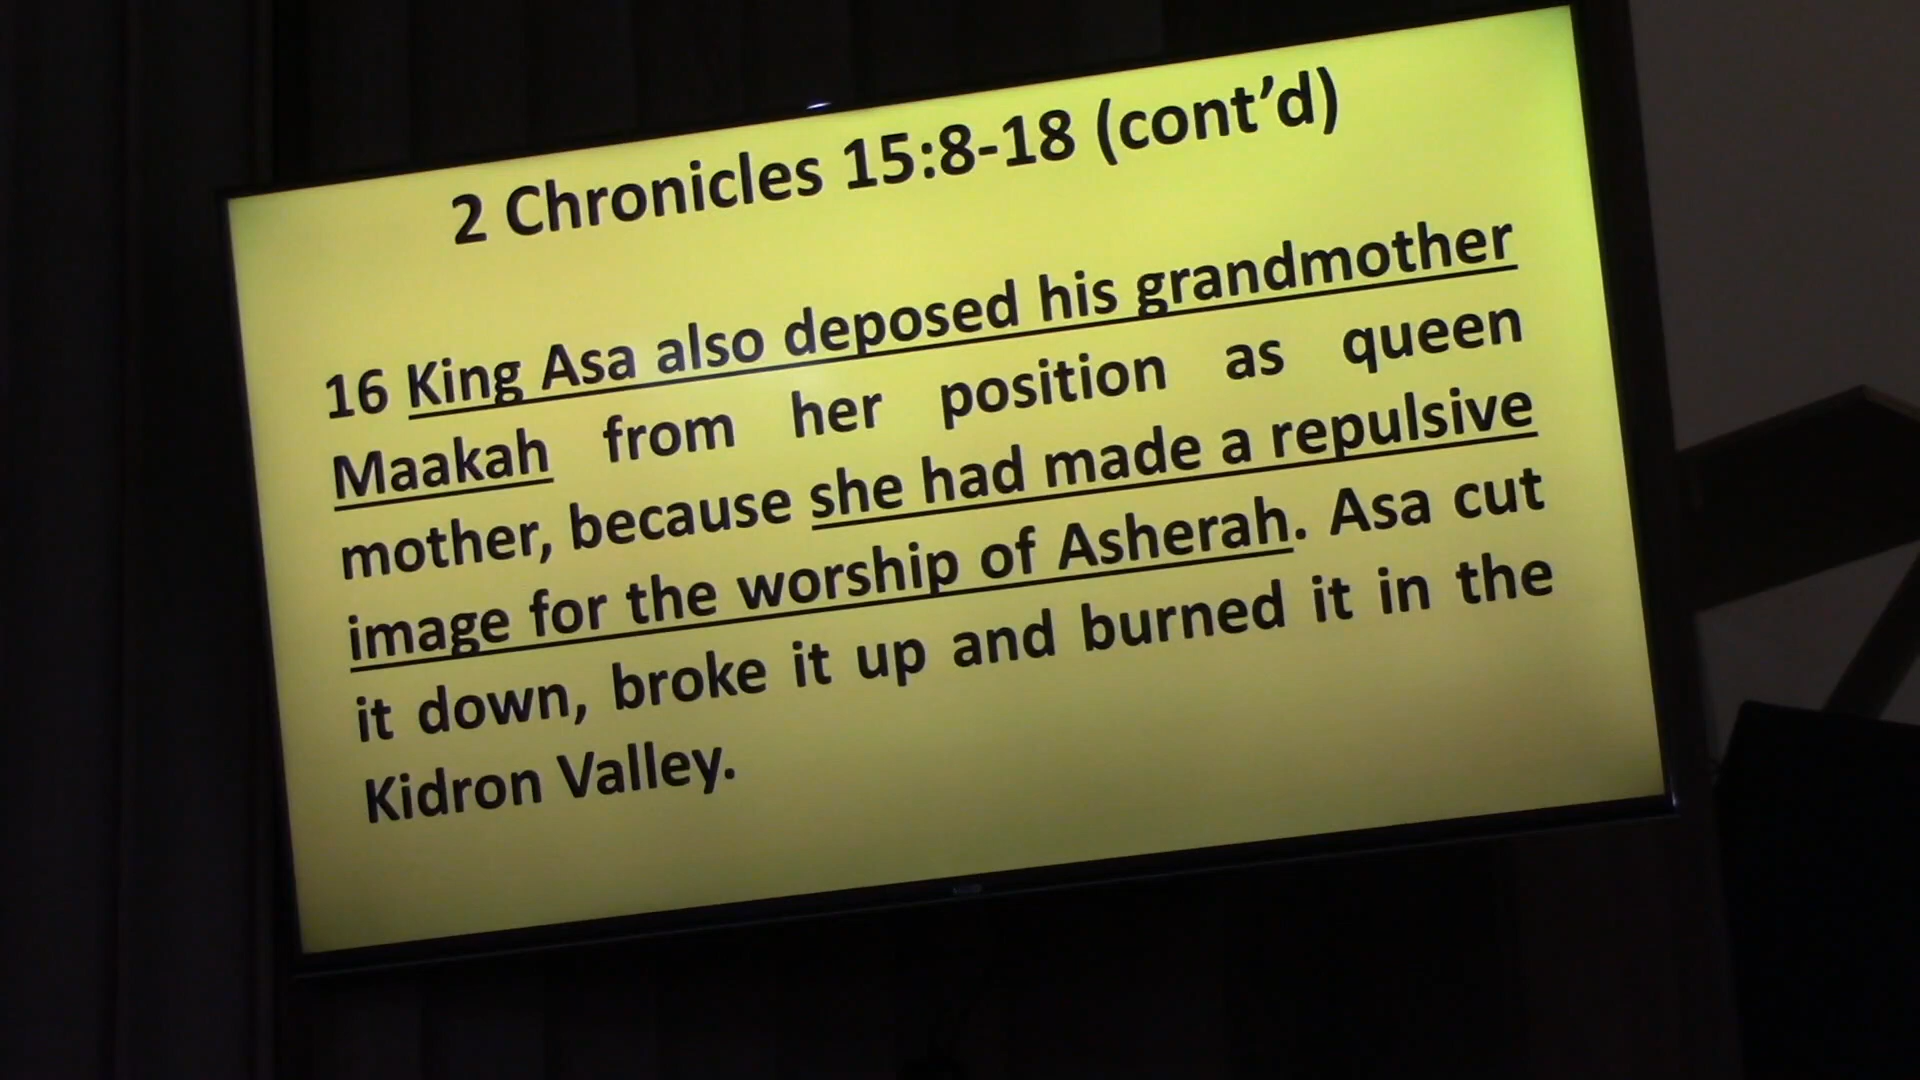 2 Chronicles 15:8-18 (cont’d)
16 King Asa also deposed his grandmother
Maakah from her position as queen
mother, because she had made a repulsive
image for the worship of Asherah. Asa cut
it down, broke it up and burned it in the
Kidron Valley.